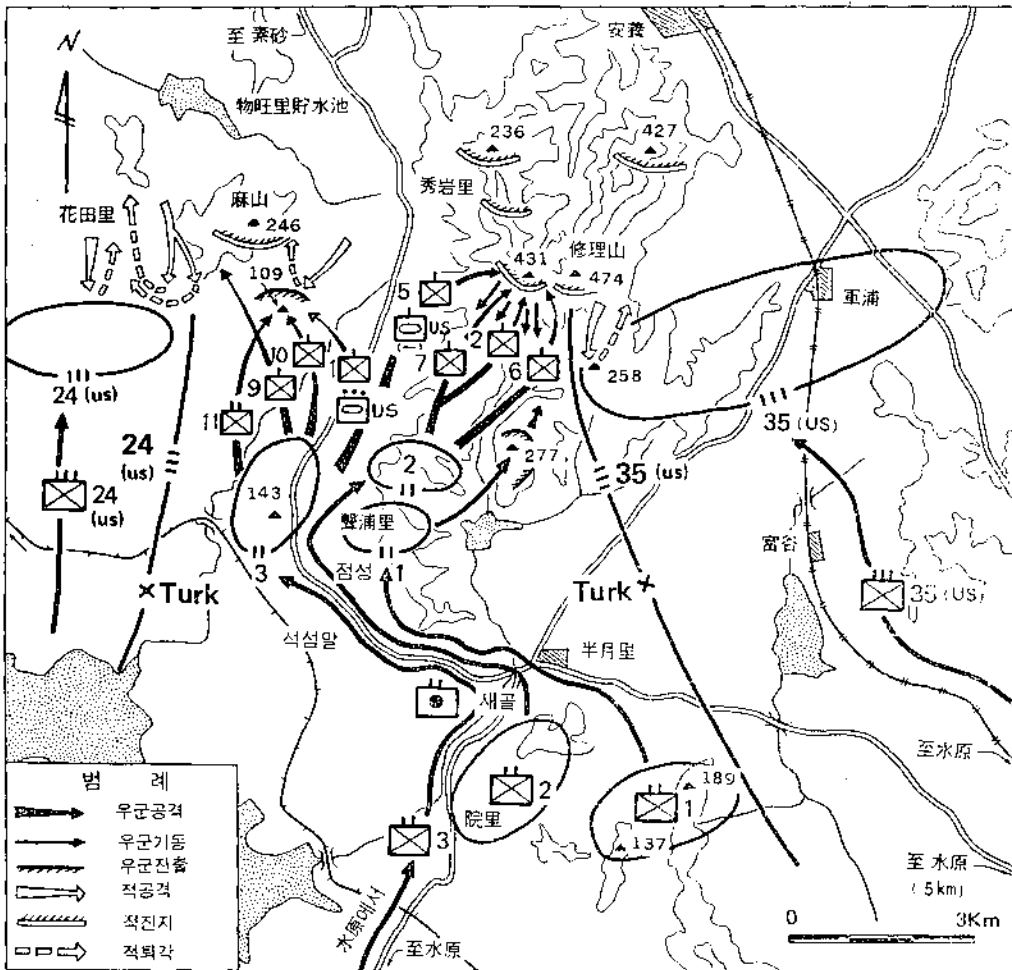 N
至 素砂
安養
物旺里貯水池
236
427
秀岩里
花田里
麻山
246
修理山
431
474
109
5
US
軍浦
10
1
7
2
6
9
US
258
24 (us)
11
35 (US)
24
(us)
277
35 (us)
24
(us)
143
2
聲浦里
富谷
3
점성
1
Turk
Turk
35 (US)
석섬말
半月里
새골
至水原
189
2
1
院里
3
137
至 水原
(5km)
水原에서
至水原
0
3Km
범 례
우군공격
우군기동
우군진출
적공격
적진지
적퇴각